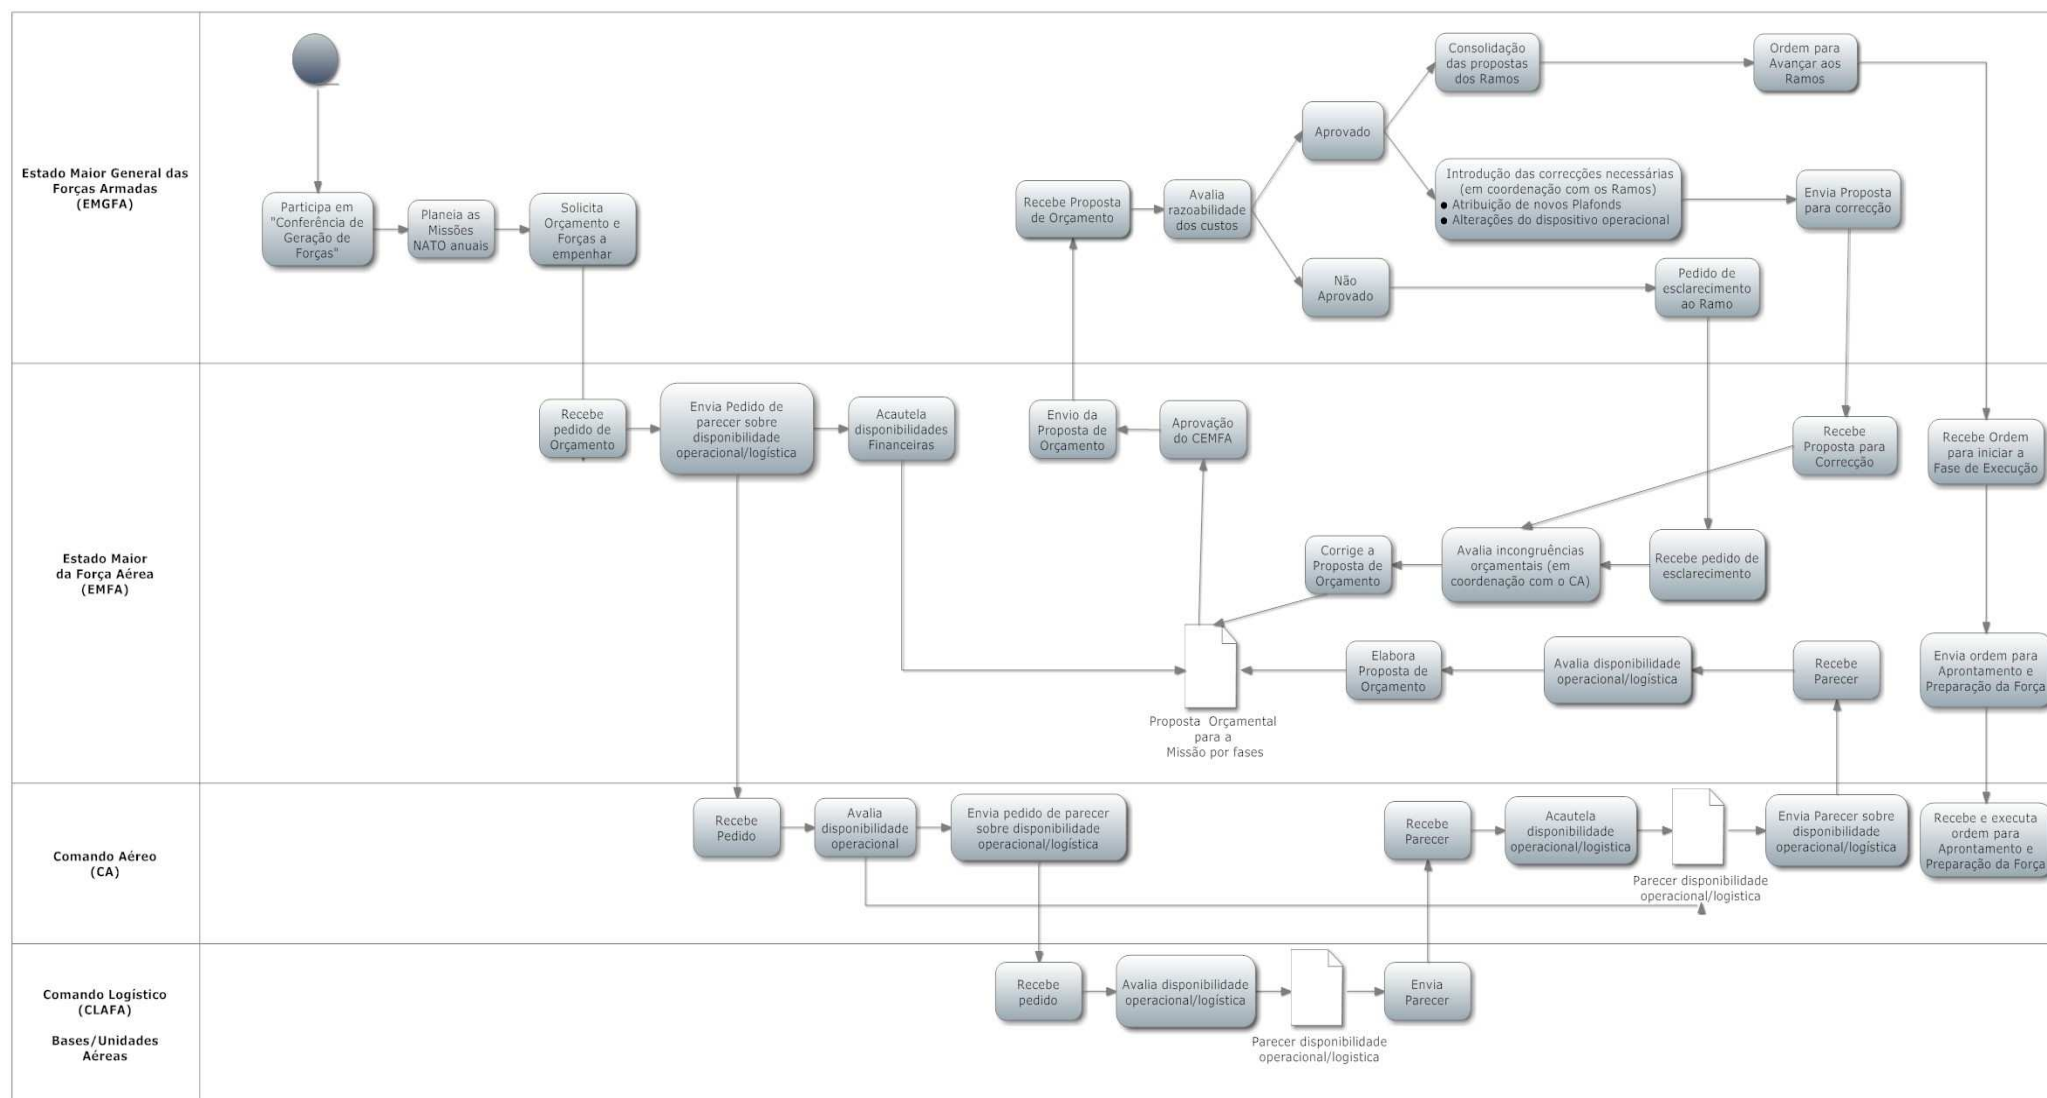 Estado Maior General das
Forças Armadas
(EMGFA)
Participa em
"Conferência de
Geração de
Forças"
Planeia as
Missões
NATO anuais
Solicita
Orçamento e
Forças a
empenhar
Recebe Proposta
de Orçamento
Avalia
razoabilidade
dos custos
Aprovado
Não
Aprovado
Consolidação
das propostas
dos Ramos
Ordem para
Avançar aos
Ramos
Introdução das correcções necessárias
(em coordenação com os Ramos)
● Atribuição de novos Plafonds
● Alterações do dispositivo operacional
Envia Proposta
para correcção
Pedido de
esclarecimento
ao Ramo
Estado Maior
da Força Aérea
(EMFA)
Recebe
pedido de
Orçamento
Envia Pedido de
parecer sobre
disponibilidade
operacional/logística
Acautela
disponibilidades
Financeiras
Envio da
Proposta de
Orçamento
Aprovação
do CEMFA
Recebe
Proposta para
Correcção
Recebe Ordem
para iniciar a
Fase de Execução
Corrige a
Proposta de
Orçamento
Avalia incongruências
orçamentais (em
coordenação com o CA)
Recebe pedido de
esclarecimento
Proposta Orçamental
para a
Missão por fases
Elabora
Proposta de
Orçamento
Avalia disponibilidade
operacional/logística
Recebe
Parecer
Envia ordem para
Aprontamento e
Preparação da Força
Comando Aéreo
(CA)
Recebe
Pedido
Avalia
disponibilidade
operacional
Envia pedido de parecer
sobre disponibilidade
operacional/logística
Recebe
Parecer
Acautela
disponibilidade
operacional/logistica
Parecer disponibilidade
operacional/logistica
Envia Parecer sobre
disponibilidade
operacional/logística
Recebe e executa
ordem para
Aprontamento e
Preparação da Força
Comando Logístico
(CLAFA)
Bases/Unidades
Aéreas
Recebe
pedido
Avalia disponibilidade
operacional/logística
Parecer disponibilidade
operacional/logistica
Envia
Parecer